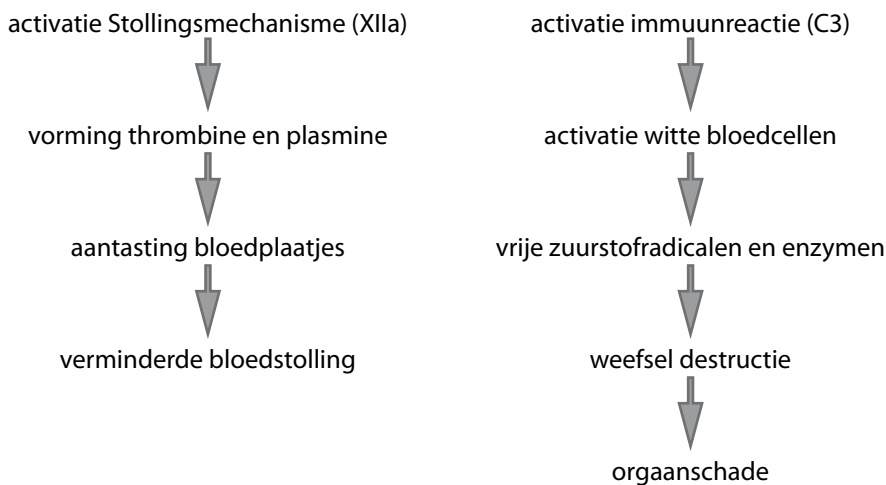 activatie Stollingsmechanisme (XIIa)
vorming thrombine en plasmine
aantasting bloedplaatjes
verminderde bloedstolling
activatie immuunreactie (C3)
activatie witte bloedcellen
vrije zuurstofradicalen en enzymen
weefsel destructie
orgaanschade